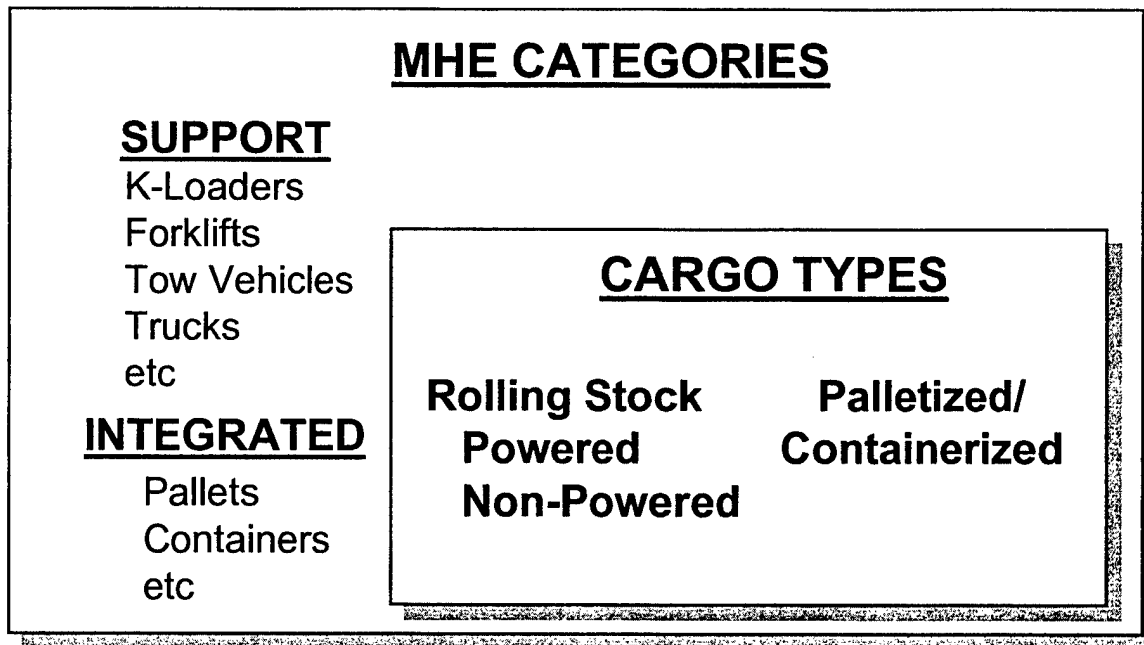 MHE CATEGORIES
SUPPORT
K-Loaders
Forklifts
Tow Vehicles
Trucks
etc
INTEGRATED
Pallets
Containers
etc
CARGO TYPES
Rolling Stock
Powered
Non-Powered
Palletized/
Containerized